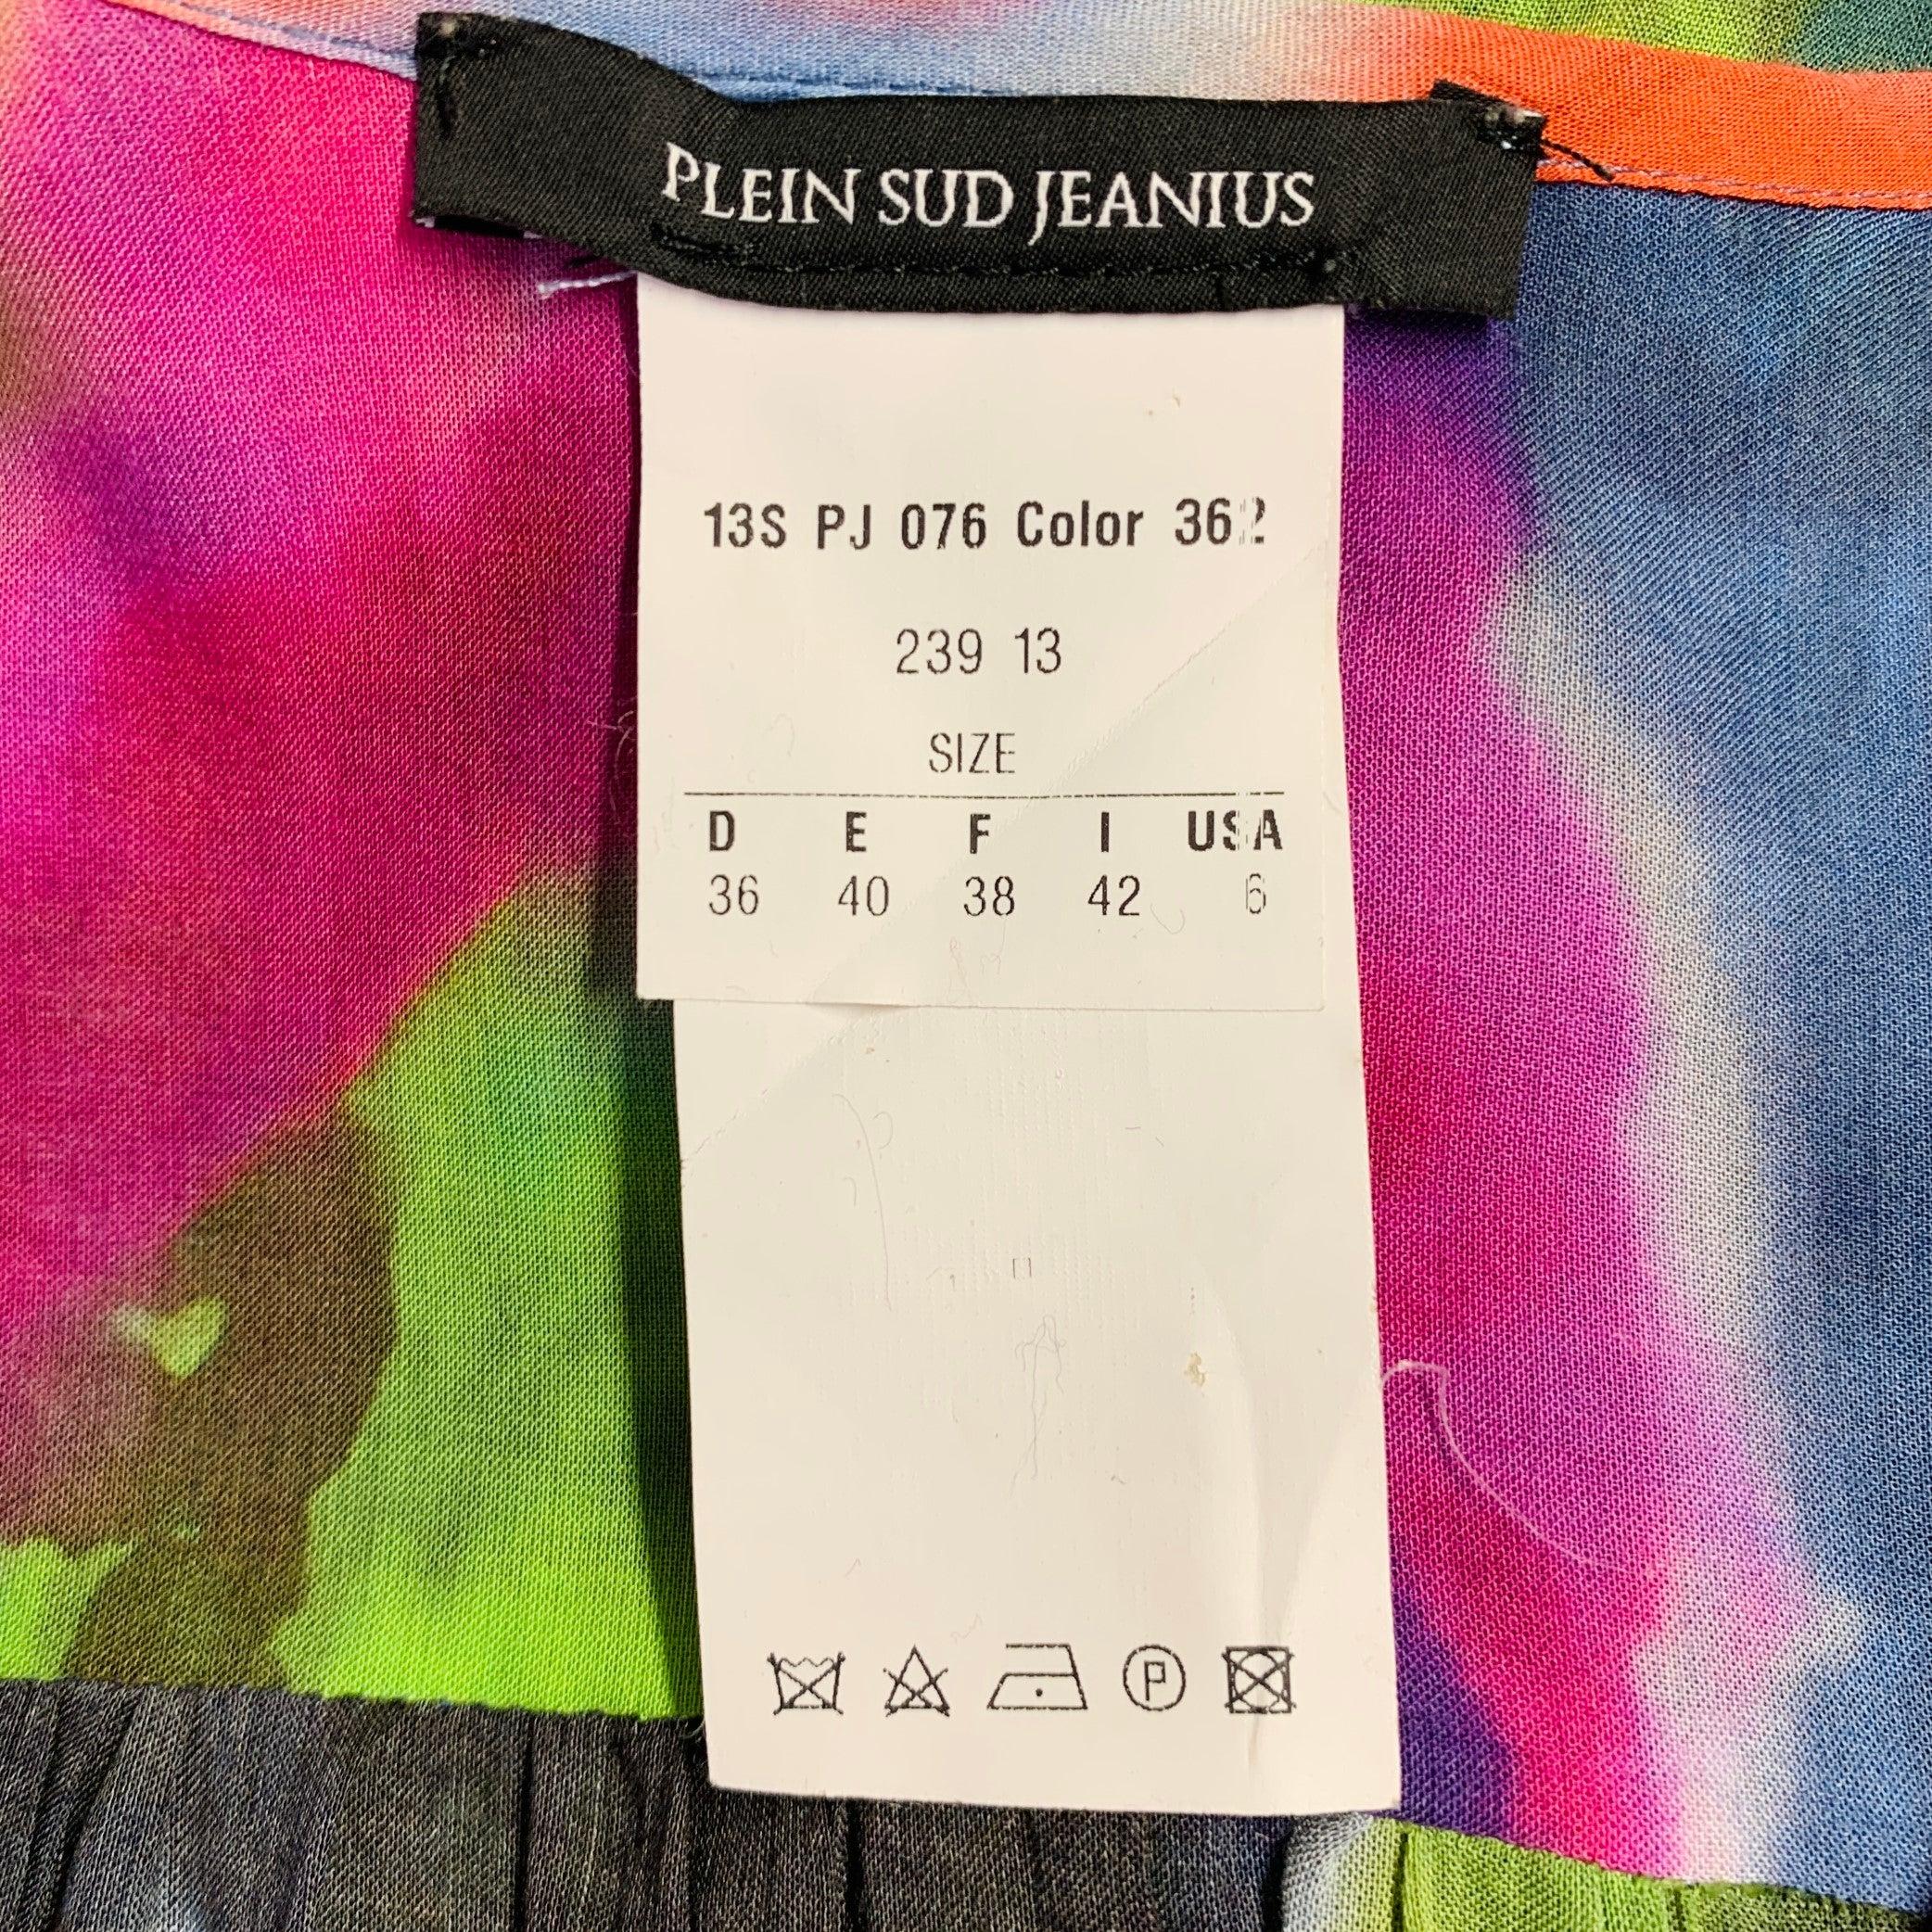 PLEIN SUD JEANIUS
13S PJ 076 Color 362
239 13
SIZE
D E F I USA
36 40 38 42 6
P